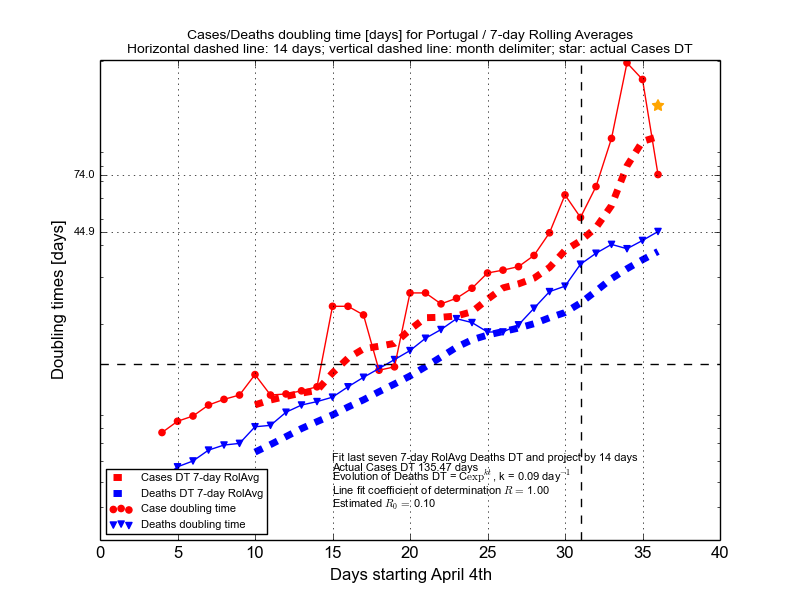 Cases/Deaths doubling time [days] for Portugal / 7-day Rolling Averages
Horizontal dashed line: 14 days; vertical dashed line: month delimiter; star: actual Cases DT
74.0
44.9
Doubling times [days]
Fit last seven 7-day RolAvg Deaths DT and project by 14 days
Actual Cases DT 135.47 days
Evolution of Deaths DT = Cexp^{kt}, k = 0.09 day^{-1}
Line fit coefficient of determination R = 1.00
Estimated R_0 = 0.10
Cases DT 7-day RolAvg
Deaths DT 7-day RolAvg
Case doubling time
Deaths doubling time
0 5 10 15 20 25 30 35 40
Days starting April 4th